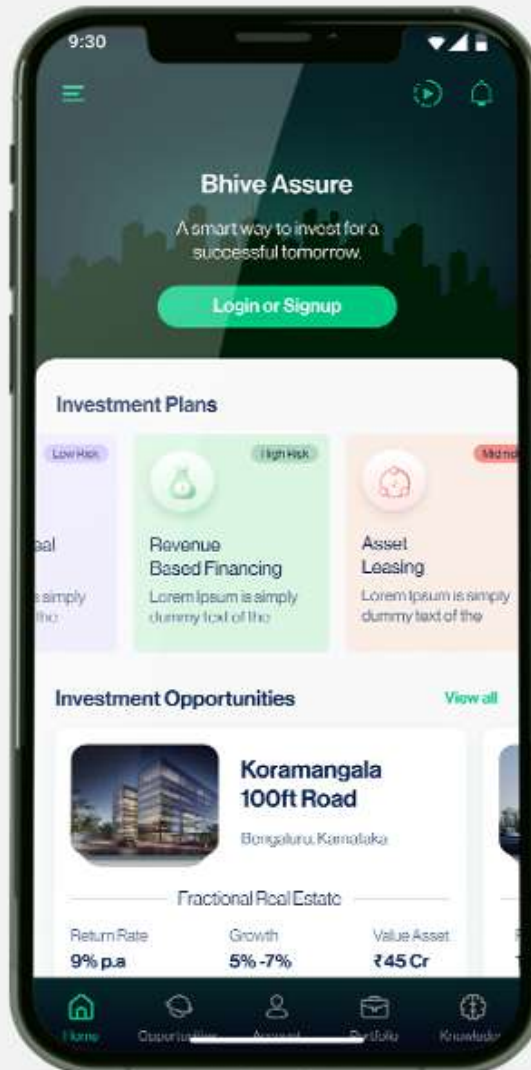 9:30
Bhive Assure
A smart way to invest for a
successful tomorrow.
Login or Signup
Investment Plans
Low Risk
High Risk
Revenue
Based Financing
Lorem Ipsum is simply
dummy text of the
Asset
Leasing
Lorem Ipsum is simply
dummy text of the
simply
Investment Opportunities
View all
Koramangala
100ft Road
Bengaluru, Karnataka
Fractional Real Estate
Return Rate
Growth
Value Asset
9% p.a
5% -7%
₹45 Cr
Home